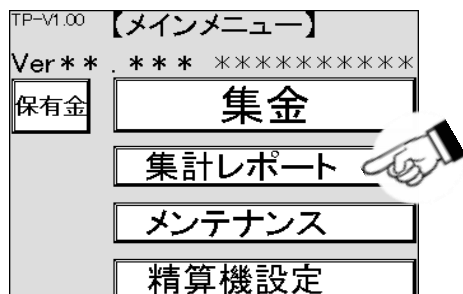 TP-V1.00 【メインメニュー】
Ver**.*** **********
保有金
集金
集計レポート
メンテナンス
精算機設定